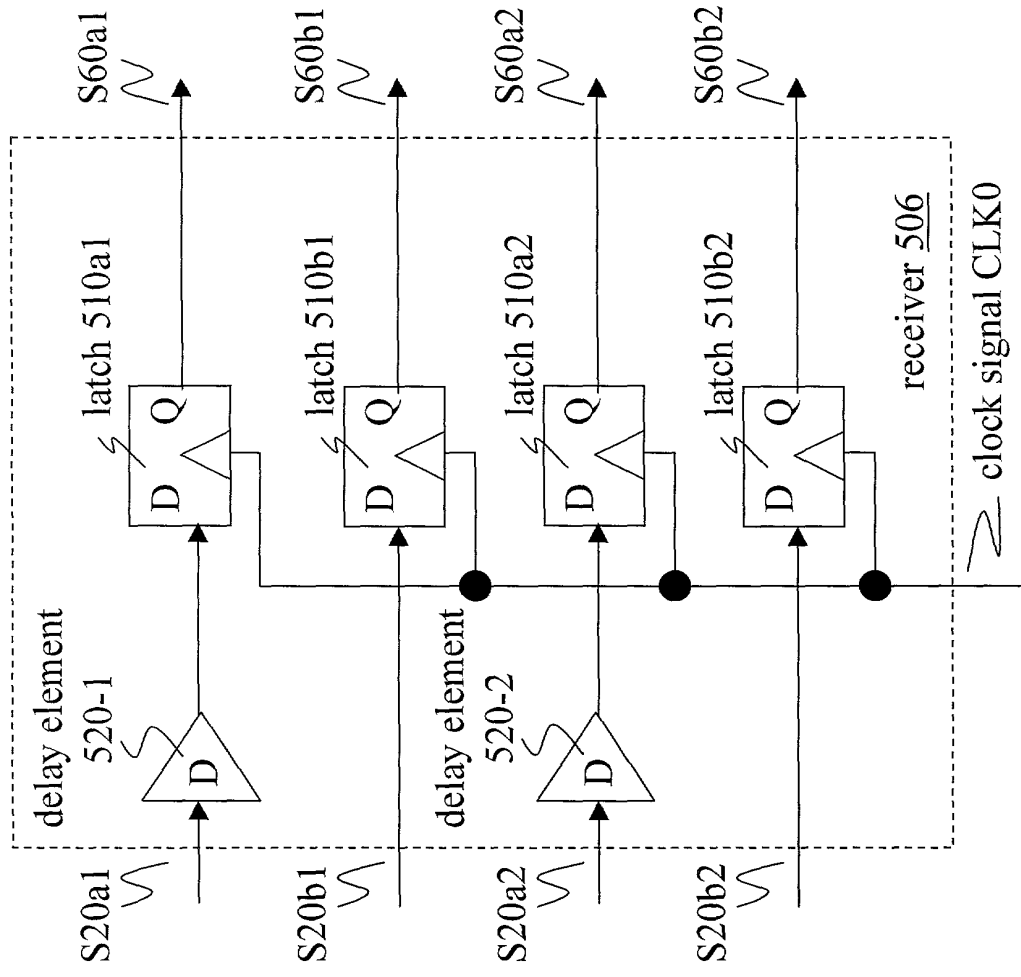 S60a1
S60b1
S60a2
S60b2
latch 510a1
D Q
latch 510b1
D Q
latch 510a2
D Q
latch 510b2
D Q
delay element
520-1
D
delay element
520-2
D
S20a1
S20b1
S20a2
S20b2
receiver 506
clock signal CLK0